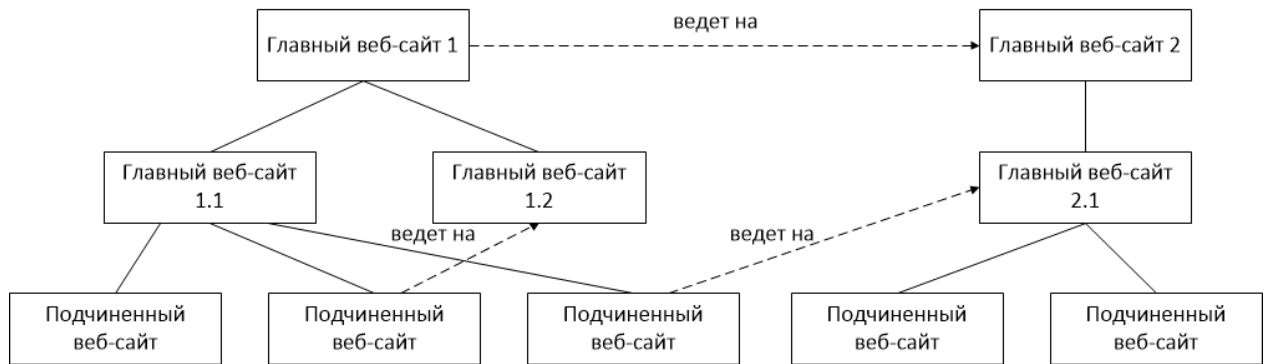 ведет на
Главный веб-сайт 1
Главный веб-сайт 2
Главный веб-сайт
1.1
Главный веб-сайт
1.2
Главный веб-сайт
2.1
ведет на
ведет на
Подчиненный
веб-сайт
Подчиненный
веб-сайт
Подчиненный
веб-сайт
Подчиненный
веб-сайт
Подчиненный
веб-сайт